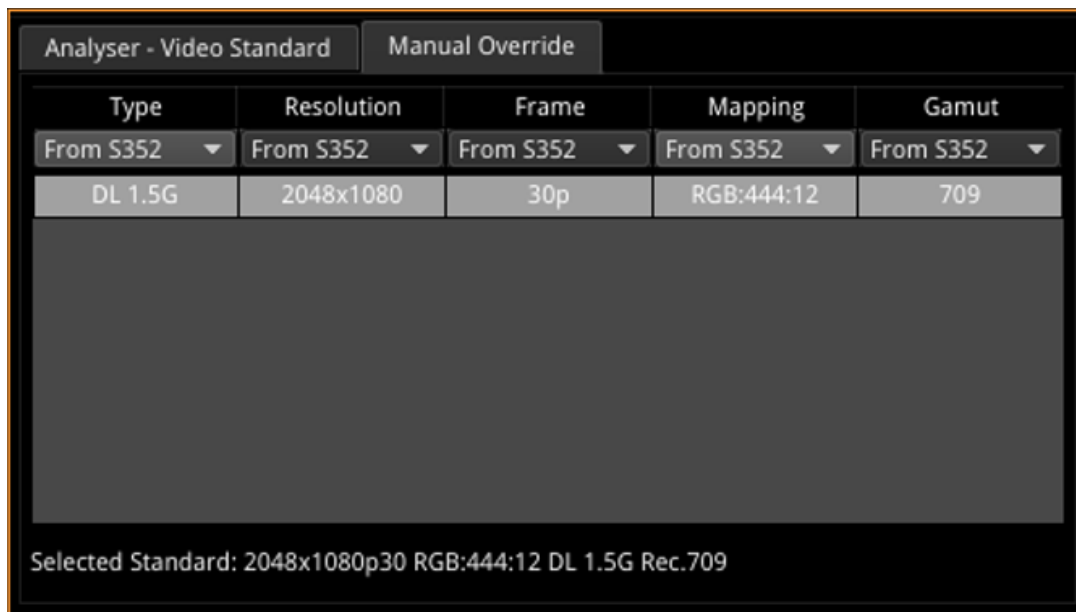 Analyser - Video Standard Manual Override
Type Resolution Frame Mapping Gamut
From S352 From S352 From S352 From S352 From S352
DL 1.5G 2048x1080 30p RGB:444:12 709
Selected Standard: 2048x1080p30 RGB:444:12 DL 1.5G Rec.709